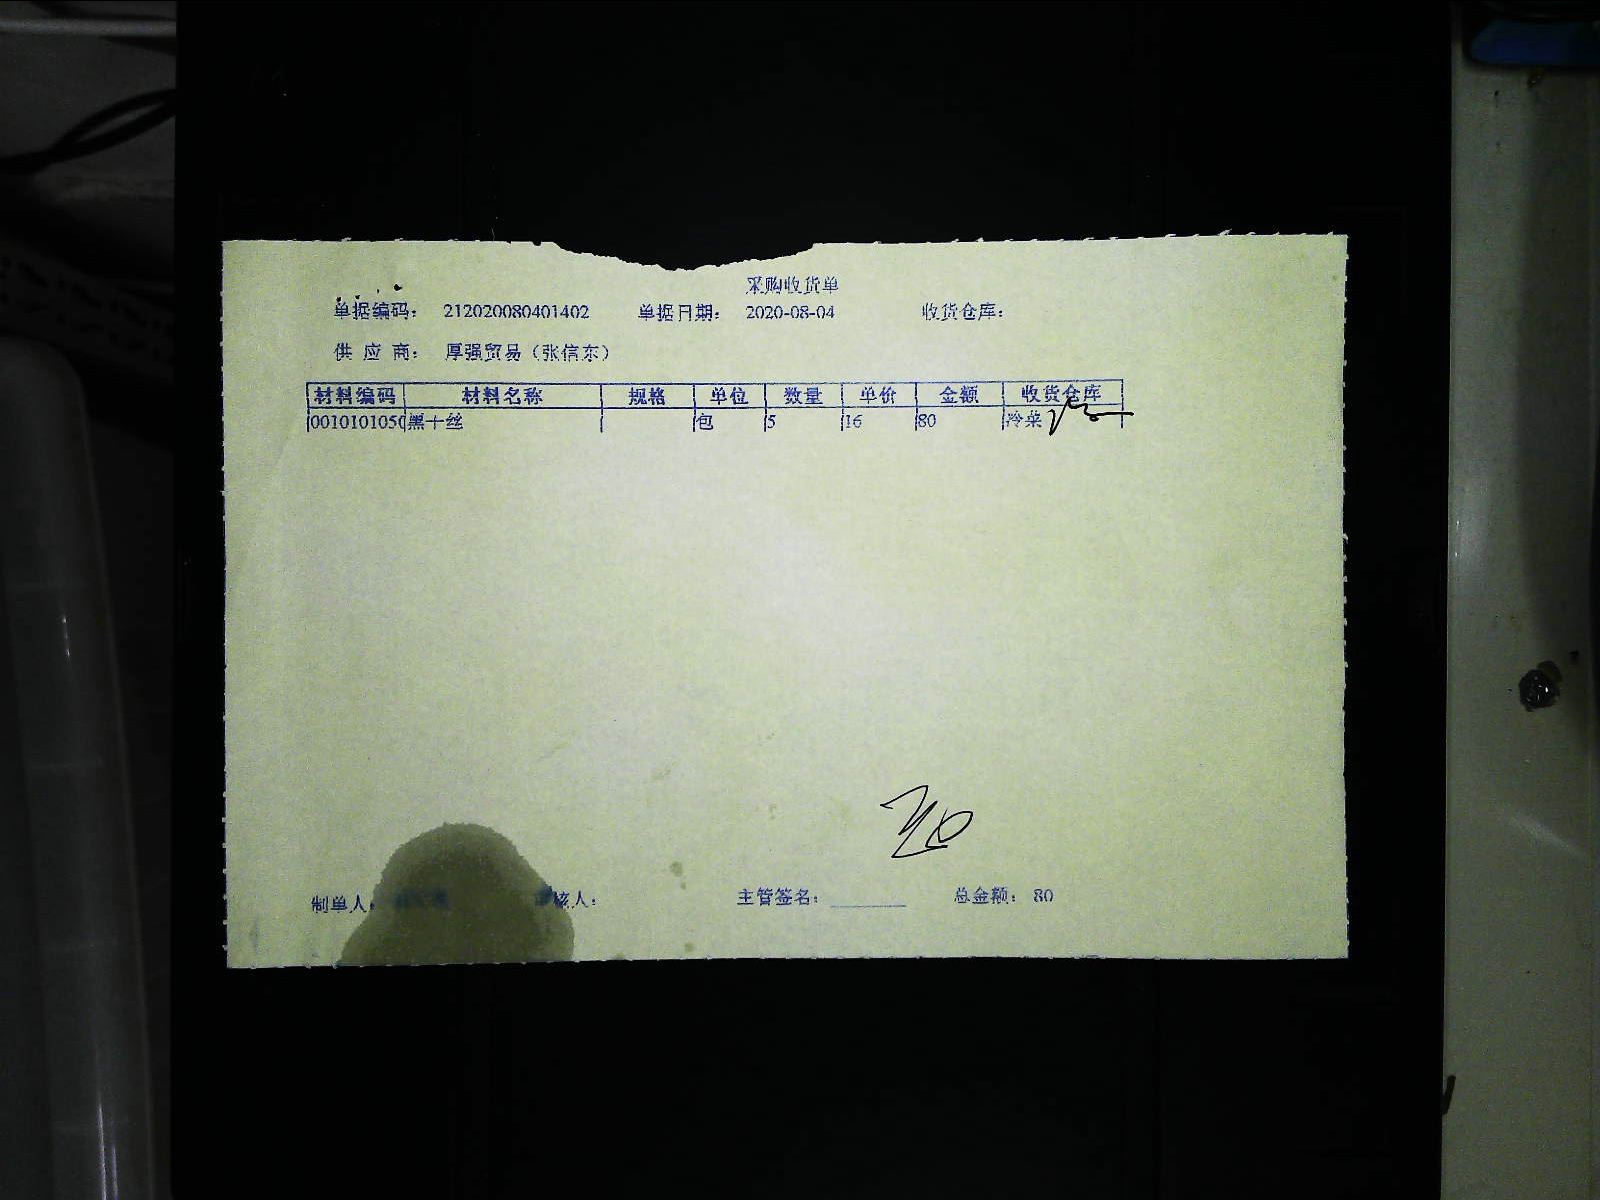 采购收货单
单据编码： 212020080401402 单据日期： 2020-08-04 收货仓库：
供 应 商： 厚强贸易（张信东）
材料编码 材料名称 规格 单位 数量 单价 金额 收货仓库
0010101050 黑千丝 包 5 16 80 冷菜
制单人： 核人： 主管签名： 总金额： 80